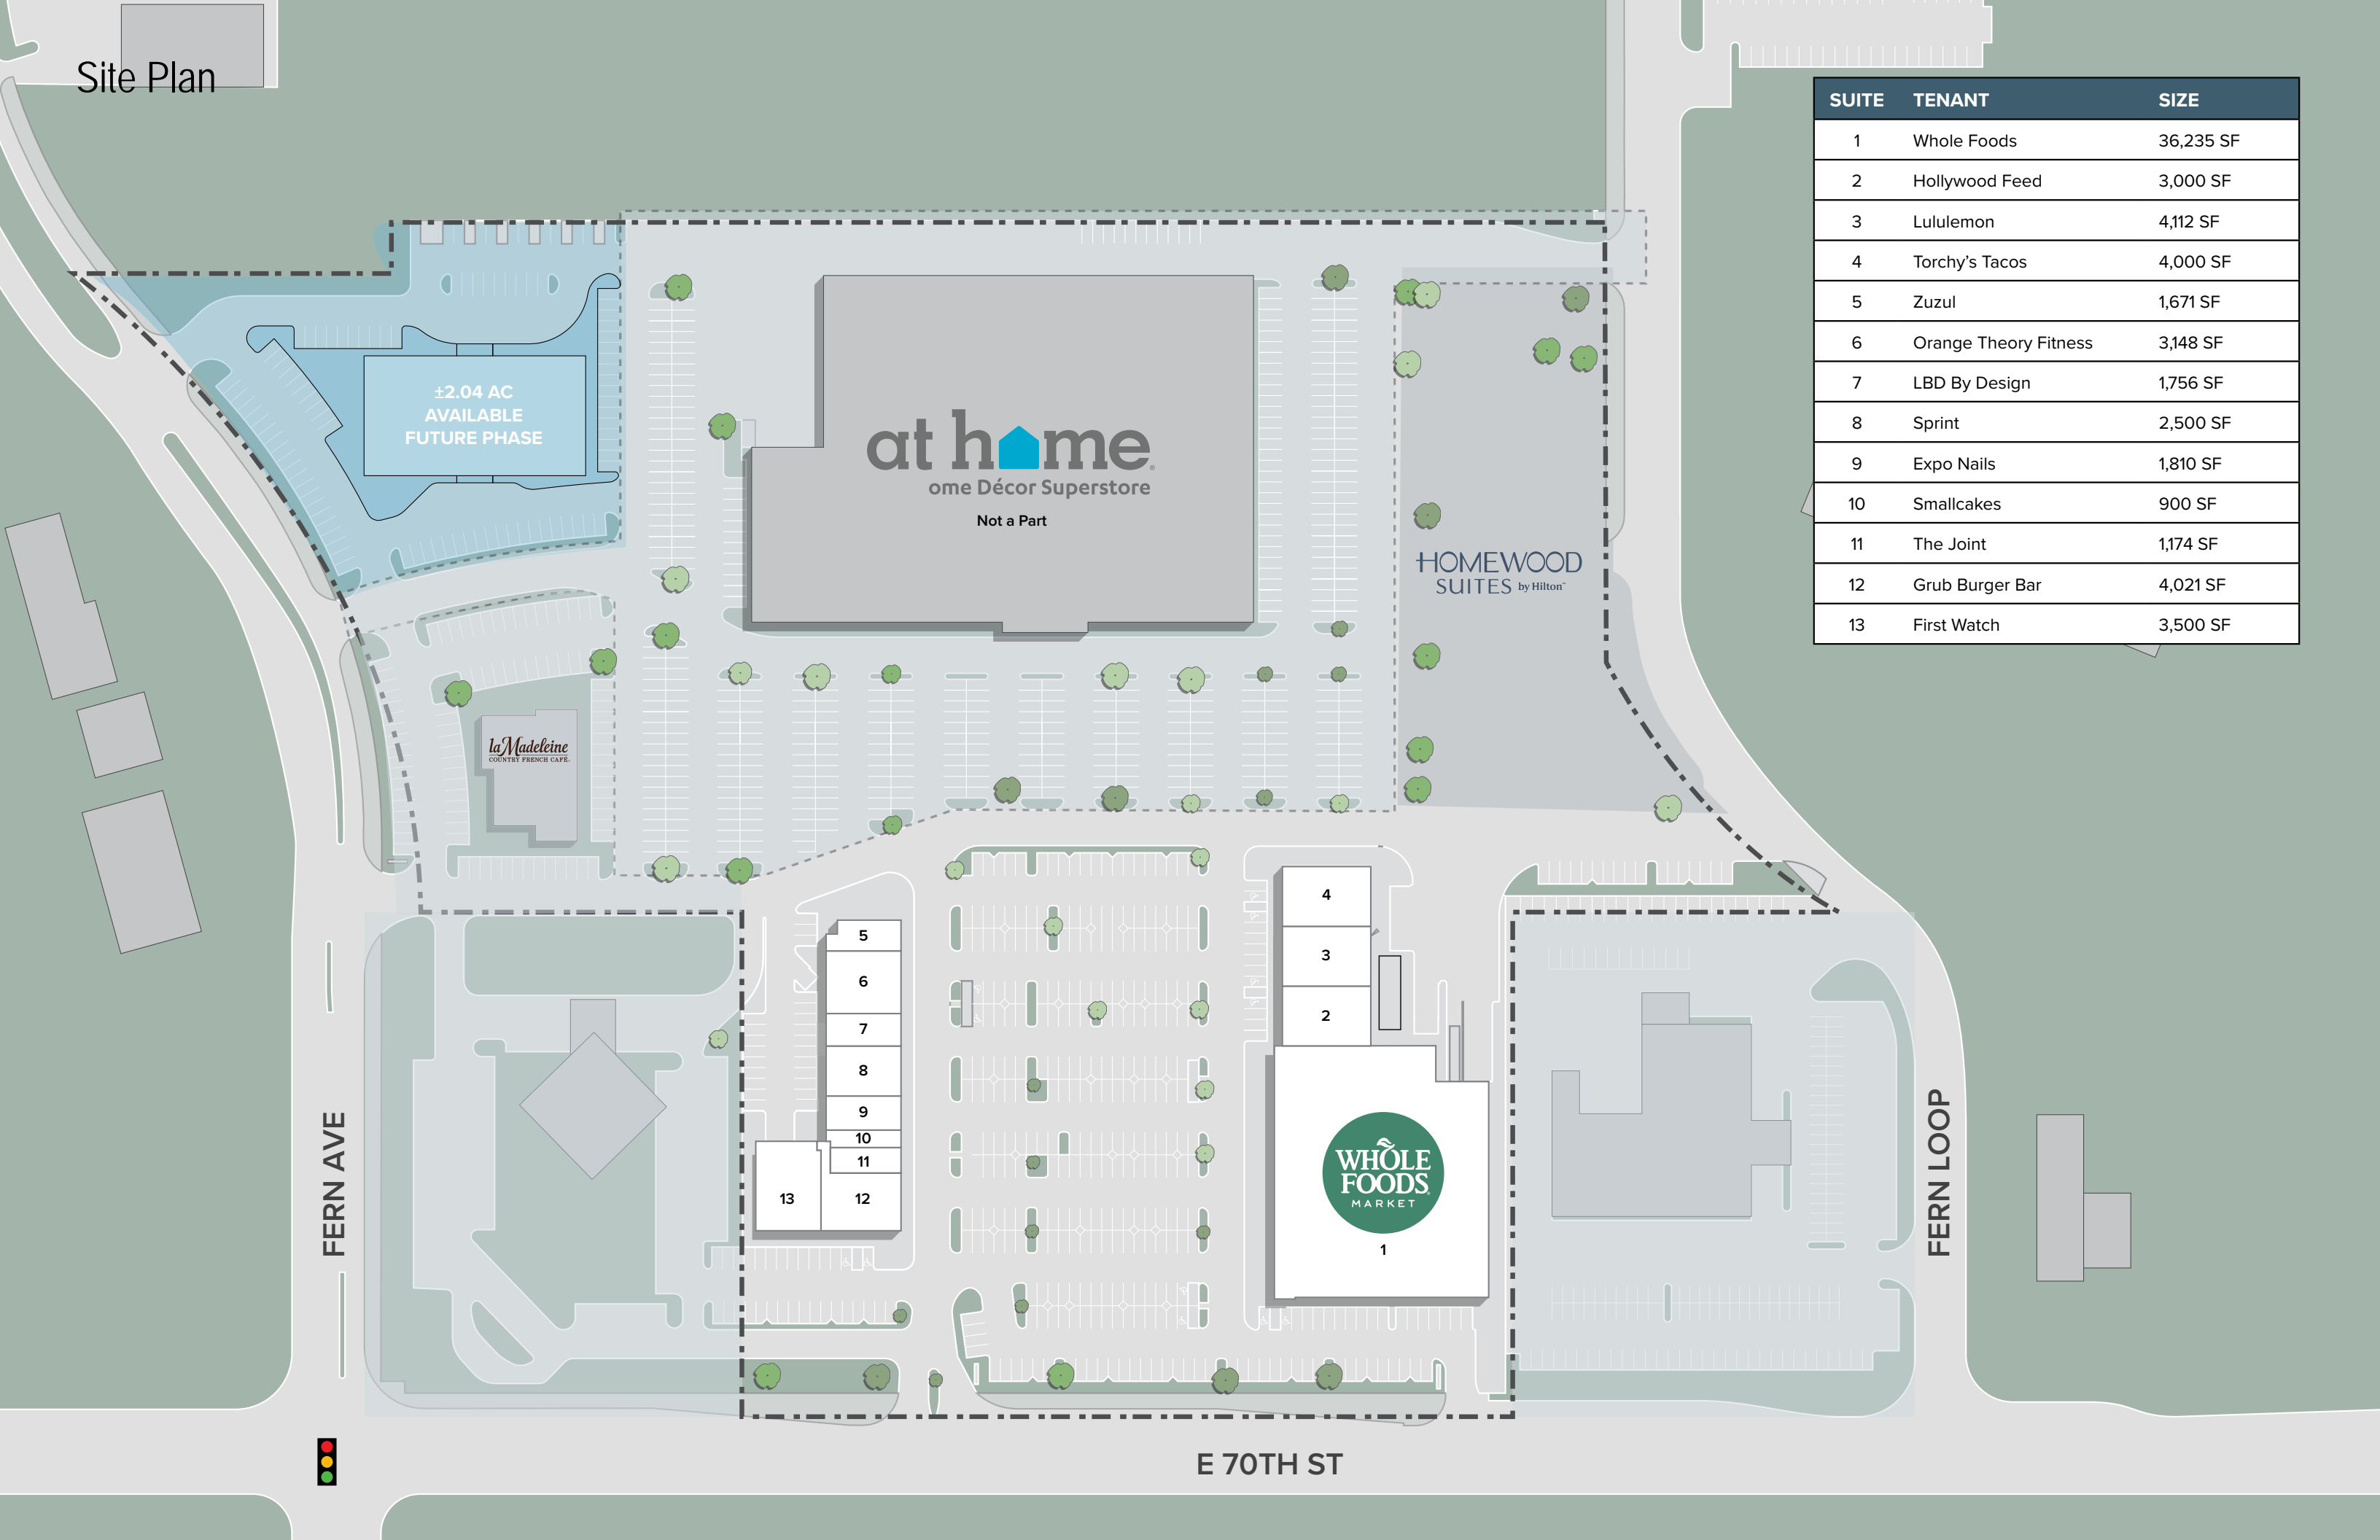 Site Plan
SUITE TENANT SIZE
1 Whole Foods 36,235 SF
2 Hollywood Feed 3,000 SF
3 Lululemon 4,112 SF
4 Torchy's Tacos 4,000 SF
5 Zuzul 1,671 SF
6 Orange Theory Fitness 3,148 SF
7 LBD By Design 1,756 SF
8 Sprint 2,500 SF
9 Expo Nails 1,810 SF
10 Smallcakes 900 SF
11 The Joint 1,174 SF
12 Grub Burger Bar 4,021 SF
13 First Watch 3,500 SF
±2.04 AC
AVAILABLE
FUTURE PHASE
at home
ome Décor Superstore
Not a Part
HOMEWOOD
SUITES by Hilton™
la Madeleine
COUNTRY FRENCH CAFÉ
4
3
2
5
6
7
8
9
10
11
13
12
WHOLE
FOODS
MARKET
1
FERN AVE
FERN LOOP
E 70TH ST